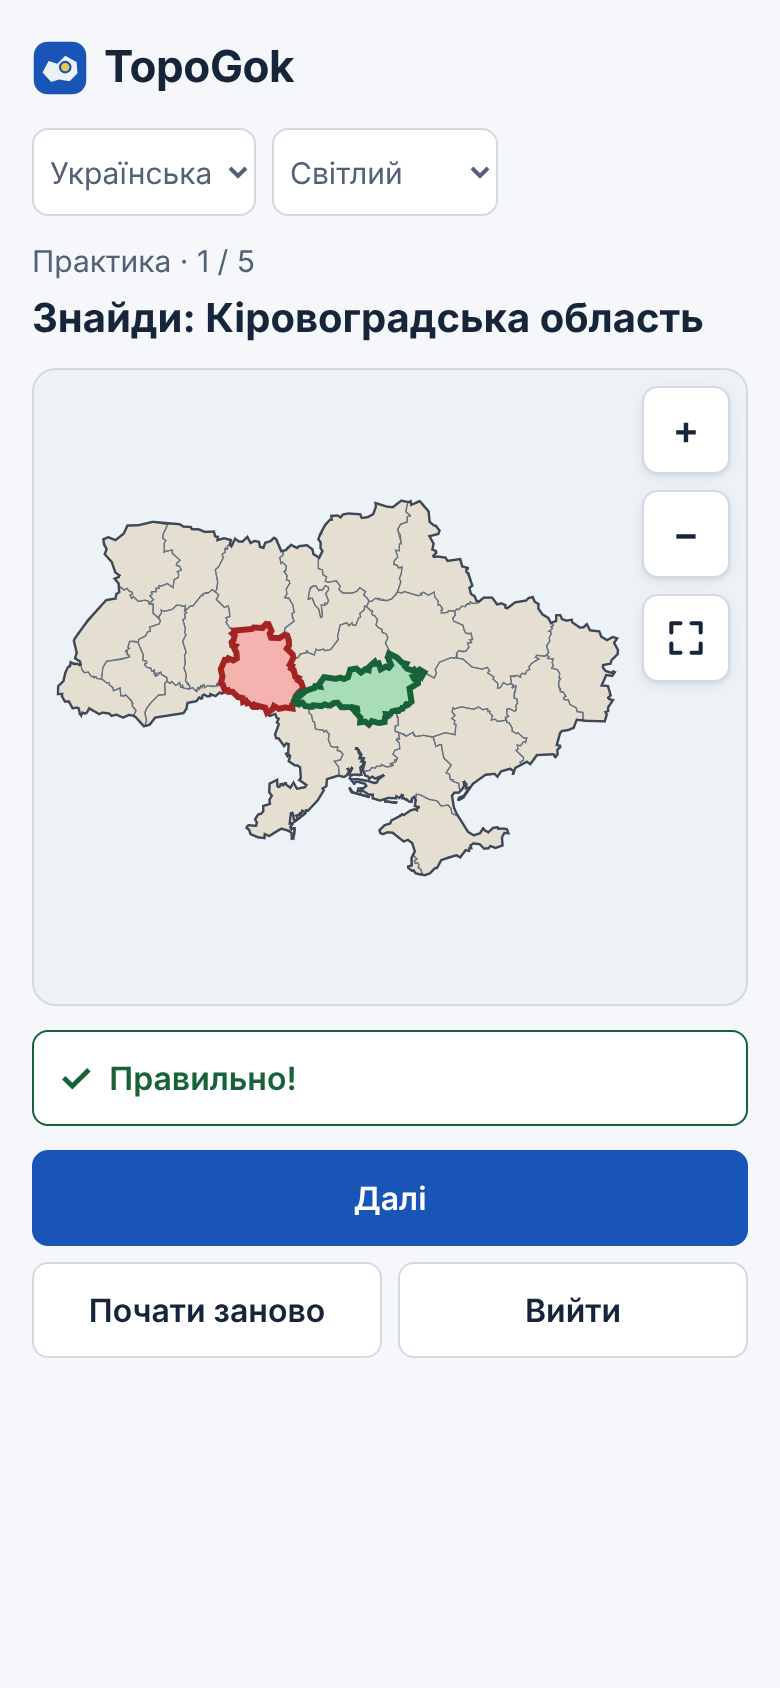 TopoGok
Українська
Світлий
Практика · 1 / 5
Знайди: Кіровоградська область
+
−
Правильно!
Далі
Почати заново
Вийти